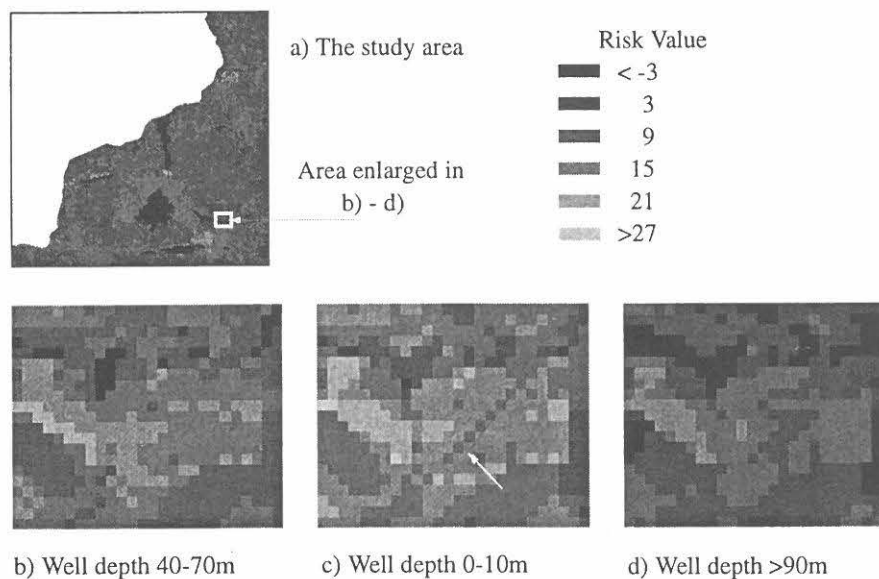 a) The study area
Risk Value
< -3
3
9
15
21
>27
Area enlarged in
b) - d)
b) Well depth 40-70m
c) Well depth 0-10m
d) Well depth >90m